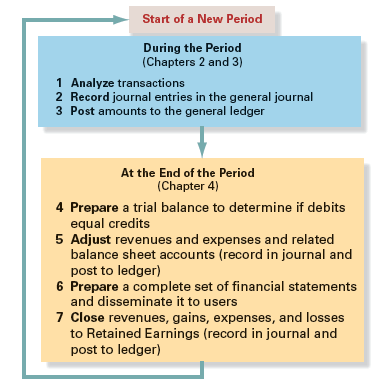 Start of a New Period
During the Period
(Chapters 2 and 3)
1 Analyze transactions
2 Record journal entries in the general journal
3 Post amounts to the general ledger
At the End of the Period
(Chapter 4)
4 Prepare a trial balance to determine if debits
equal credits
5 Adjust revenues and expenses and related
balance sheet accounts (record in journal and
post to ledger)
6 Prepare a complete set of financial statements
and disseminate it to users
7 Close revenues, gains, expenses, and losses
to Retained Earnings (record in journal and
post to ledger)